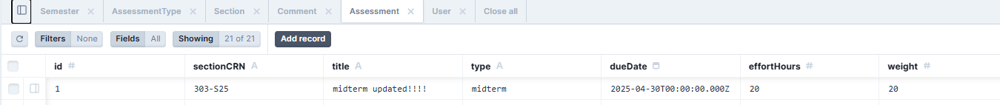 Semester AssessmentType Section Comment Assessment User Close all
Filters None Fields All Showing 21 of 21 Add record
id # sectionCRN A title A type A dueDate effortHours # weight #
1 303-S25 midterm updated!!!! midterm 2025-04-30T00:00:00.000Z 20 20